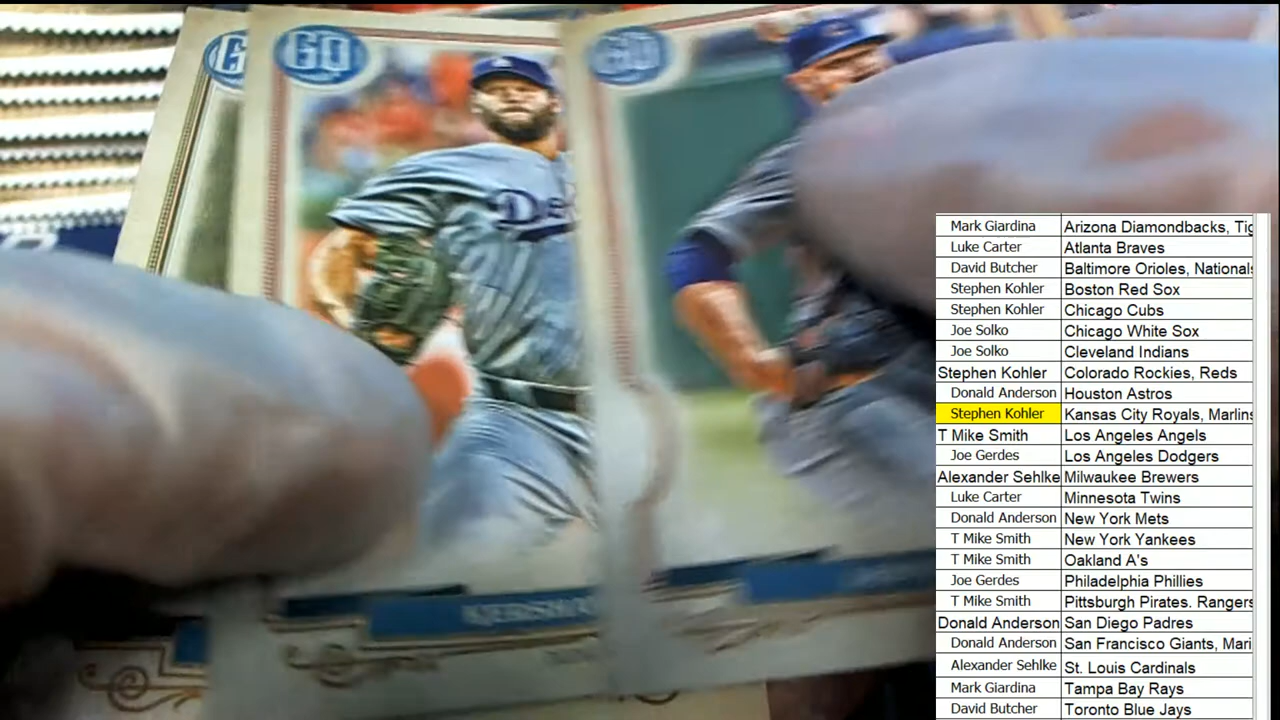 G
GQ
GQ
Do
KERSHA
Mark Giardina Arizona Diamondbacks, Tig
Luke Carter Atlanta Braves
David Butcher Baltimore Orioles, Nationals
Stephen Kohler Boston Red Sox
Stephen Kohler Chicago Cubs
Joe Solko Chicago White Sox
Joe Solko Cleveland Indians
Stephen Kohler Colorado Rockies, Reds
Donald Anderson Houston Astros
Stephen Kohler Kansas City Royals, Marlins
T Mike Smith Los Angeles Angels
Joe Gerdes Los Angeles Dodgers
Alexander Sehlke Milwaukee Brewers
Luke Carter Minnesota Twins
Donald Anderson New York Mets
T Mike Smith New York Yankees
T Mike Smith Oakland A's
Joe Gerdes Philadelphia Phillies
T Mike Smith Pittsburgh Pirates. Rangers
Donald Anderson San Diego Padres
Donald Anderson San Francisco Giants, Mari
Alexander Sehlke St. Louis Cardinals
Mark Giardina Tampa Bay Rays
David Butcher Toronto Blue Jays